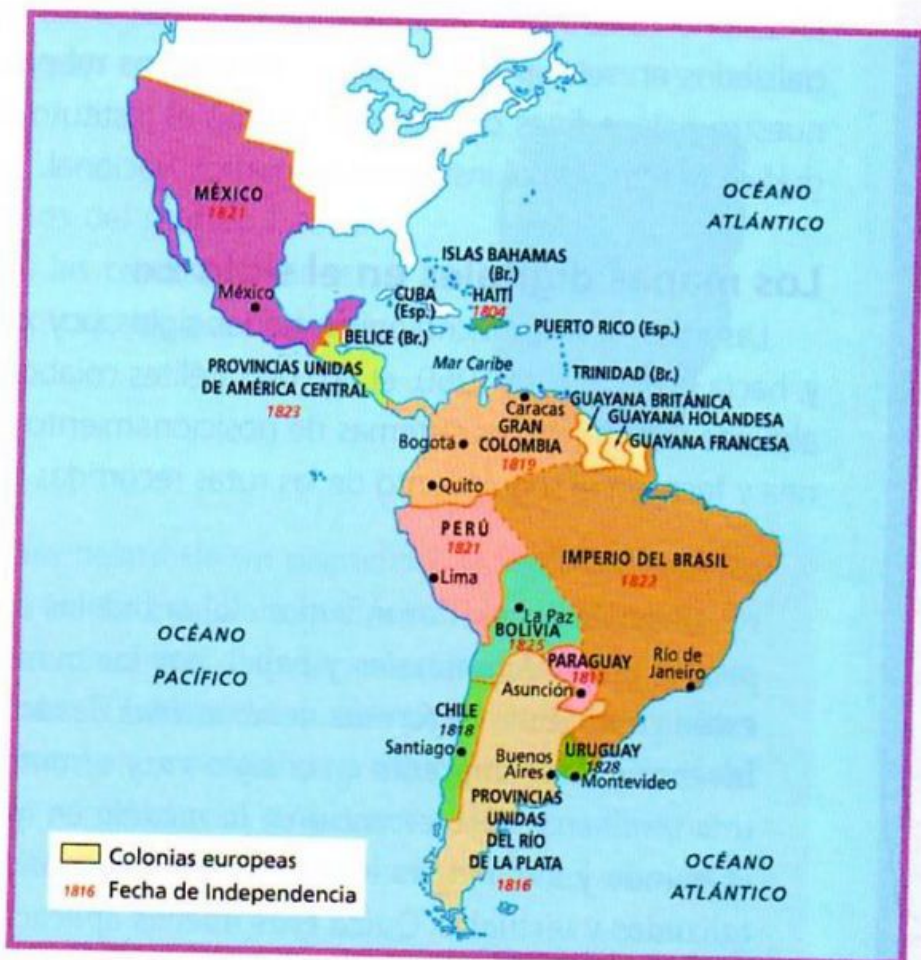 MÉXICO
1821
México
OCÉANO
ATLÁNTICO
ISLAS BAHAMAS
(Br.)
CUBA
(Esp.)
HAITÍ
1804
PUERTO RICO (Esp.)
BELICE (Br.)
Mar Caribe
PROVINCIAS UNIDAS
DE AMÉRICA CENTRAL
1823
TRINIDAD (Br.)
GUAYANA BRITÁNICA
GUAYANA HOLANDESA
GUAYANA FRANCESA
Caracas
GRAN
COLOMBIA
1819
Bogotá
Quito
PERÚ
1821
Lima
IMPERIO DEL BRASIL
1822
La Paz
BOLIVIA
1825
OCÉANO
PACÍFICO
PARAGUAY
1811
Asunción
Río de
Janeiro
CHILE
1818
Santiago
Buenos
Aires
URUGUAY
1828
Montevideo
PROVINCIAS
UNIDAS
DEL RÍO
DE LA PLATA
1816
OCÉANO
ATLÁNTICO
Colonias europeas
1816 Fecha de Independencia